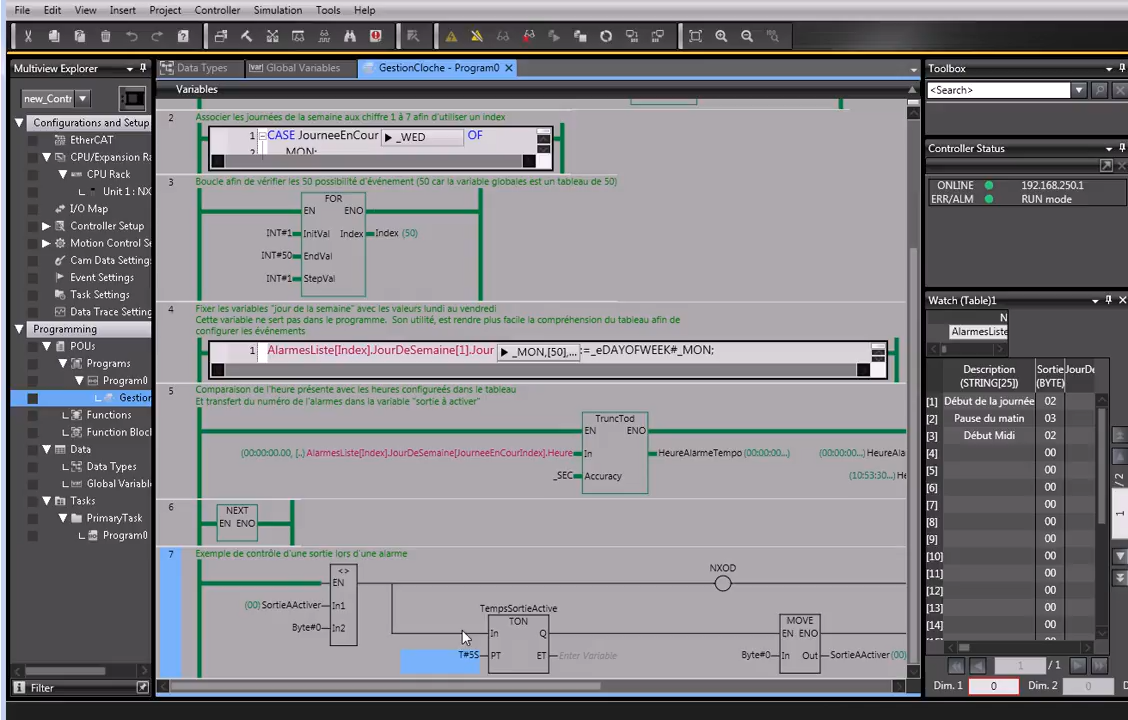 File Edit View Insert Project Controller Simulation Tools Help
Multiview Explorer
new_Contr
Configurations and Setup
EtherCAT
CPU/Expansion Ra
CPU Rack
Unit 1 : NX
I/O Map
Controller Setup
Motion Control Se
Cam Data Setting
Event Settings
Task Settings
Data Trace Setting
Programming
POUs
Programs
Program0
Gestion
Functions
Function Bloc
Data
Data Types
Global Variable
Tasks
PrimaryTask
Program0
Filter
Data Types Global Variables GestionCloche - Program0
Variables
2 Associer les journées de la semaine aux chiffre 1 à 7 afin d'utiliser un index
1 CASE JourneeEnCour _WED OF
2 MON:
3 Boucle afin de vérifier les 50 possibilité d'événement (50 car la variable globales est un tableau de 50)
FOR
EN ENO
INT#1 InitVal Index Index (50)
INT#50 EndVal
INT#1 StepVal
4 Fixer les variables "jour de la semaine" avec les valeurs lundi au vendredi
Cette variable ne sert pas dans le programme. Son utilité, est rendre plus facile la compréhension du tableau afin de
configurer les événements
1 AlarmesListe[Index].JourDeSemaine[1].Jour _MON,[50],... :=_eDAYOFWEEK#_MON;
5 Comparaison de l'heure présente avec les heures configureés dans le tableau
Et transfert du numéro de l'alarmes dans la variable "sortie à activer"
TruncTod
EN ENO
(00:00:00.00, [..) AlarmesListe[Index].JourDeSemaine[JourneeEnCourIndex].Heure In HeureAlarmeTempo (00:00:00...) (00:00:00...) HeureAla
_SEC Accuracy (10:53:30...) He
6 NEXT
EN ENO
7 Exemple de contrôle d'une sortie lors d'une alarme
<>
EN
(00) SortieAActiver In1
Byte#0 In2
NXOD
TempsSortieActive
TON
In Q
T#5S PT ET Enter Variable
MOVE
EN ENO
Byte#0 In Out SortieAActiver (00)
Toolbox
<Search>
Controller Status
ONLINE 192.168.250.1
ERR/ALM RUN mode
Watch (Table)1
N
AlarmesListe
Description Sortie JourDe
(STRING[25]) (BYTE)
[1] Début de la journée 02
[2] Pause du matin 03
[3] Début Midi 02
[4] 00
[5] 00
[6] 00
[7] 00
[8] 00
[9] 00
[10] 00
[11] 00
[12] 00
[13] 00
[14] 00
1 / 2
1 / 1
Dim. 1 0 Dim. 2 0